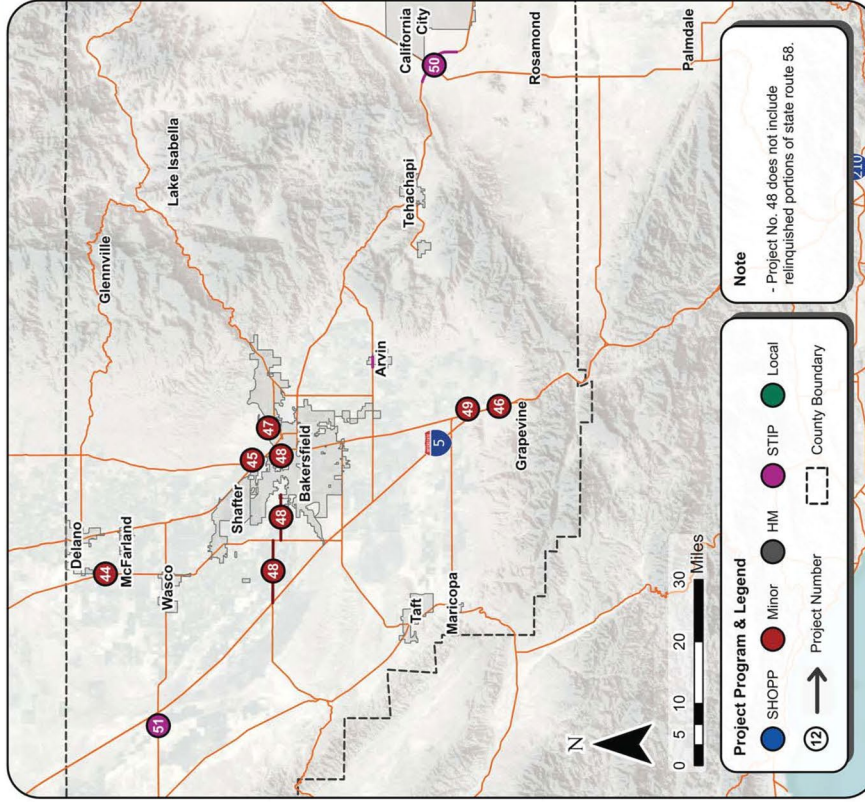 Delano
44
Glennville
McFarland
51
Wasco
Lake Isabella
Shafter
45
47
48
48
48
Bakersfield
Arvin
California
City
Tehachapi
Taft
50
5
Maricopa
49
46
Grapevine
Rosamond
N
0 5 10 20 30
Miles
Palmdale
Project Program & Legend
SHOPP Minor HM STIP Local
12 Project Number County Boundary
Note
- Project No. 48 does not include
relinquished portions of state route 58.
210